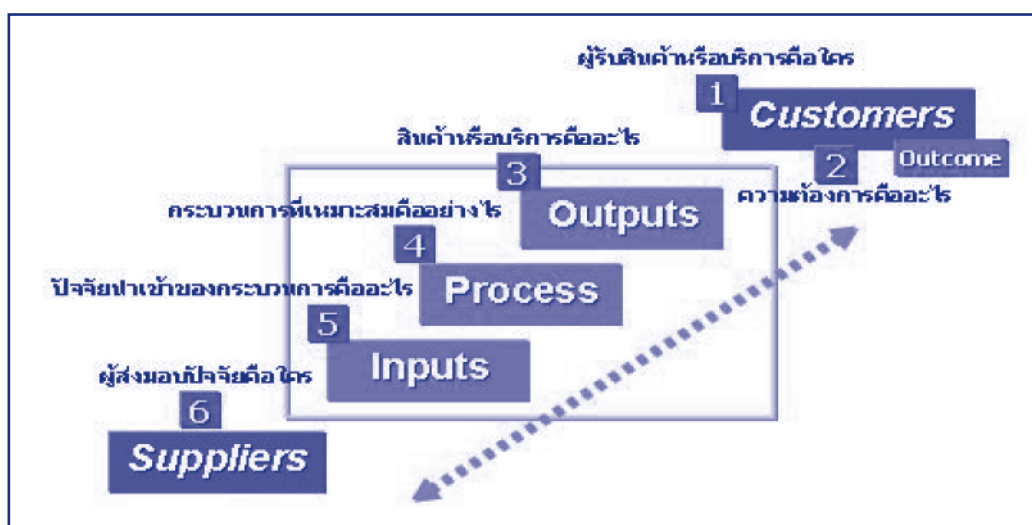 ผู้รับสินค้าหรือบริการคือใคร
1
Customers
2
Outcome
ความต้องการคืออะไร
สินค้าหรือบริการคืออะไร
3
Outputs
กระบวนการที่เหมาะสมคืออย่างไร
4
Process
ปัจจัยนำเข้าของกระบวนการคืออะไร
5
Inputs
ผู้ส่งมอบปัจจัยคือใคร
6
Suppliers